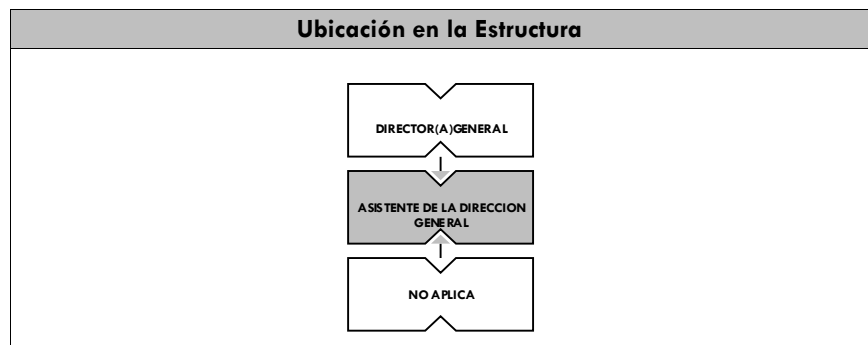 Ubicación en la Estructura
DIRECTOR(A)GENERAL
ASISTENTE DE LA DIRECCION
GENERAL
NO APLICA